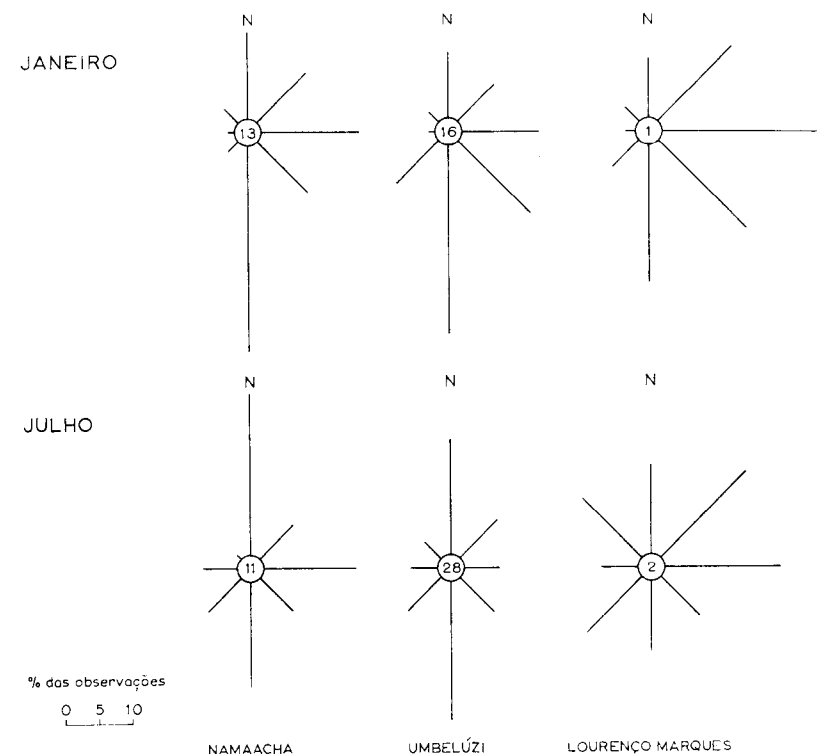 N N N
JANEIRO
13 16 1
N N N
JULHO
11 28 2
% das observações
0 5 10
NAMAACHA UMBELÚZI LOURENÇO MARQUES